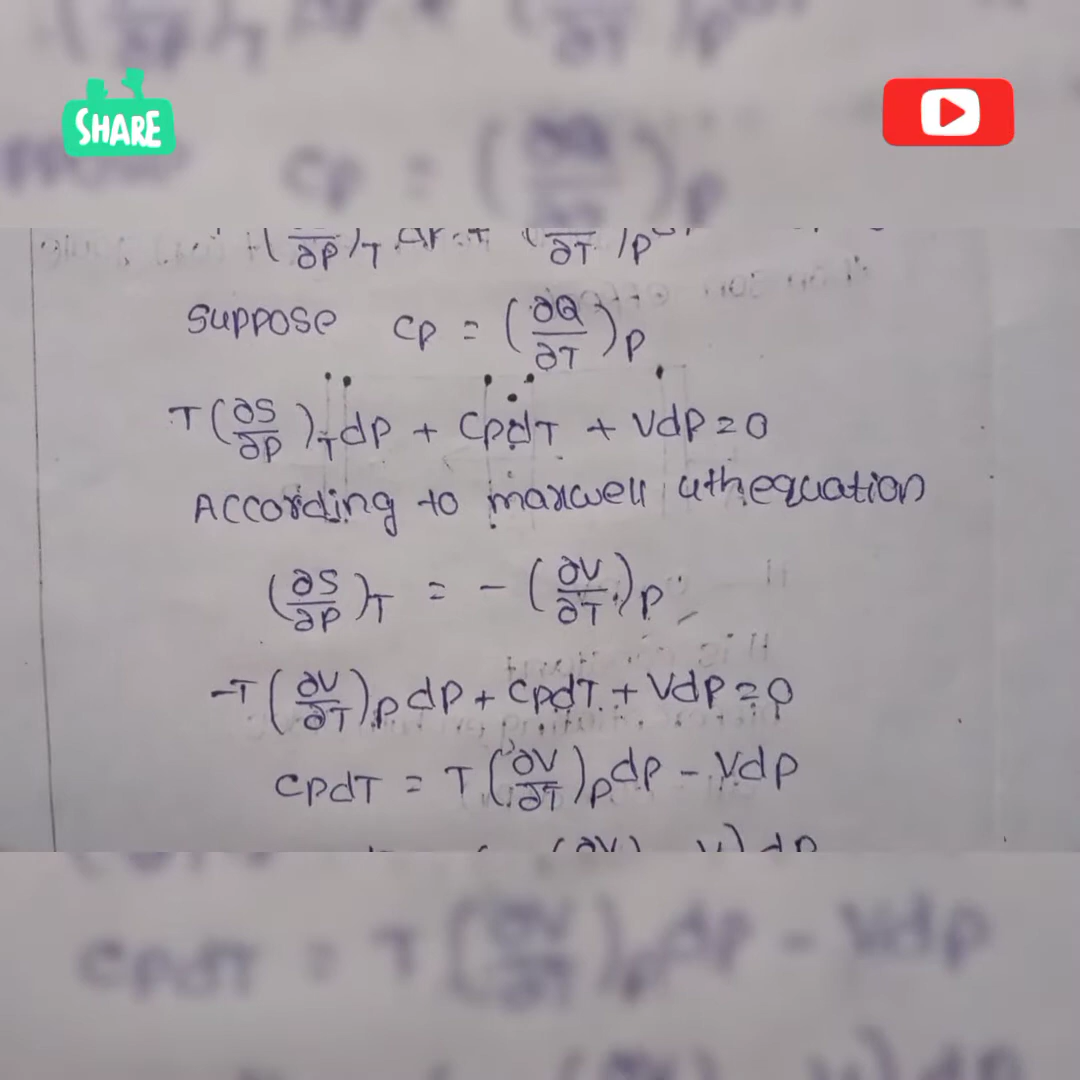 SHARE
Suppose Cp = (∂Q/∂T)P
T(∂S/∂P)T dP + CpdT + VdP = 0
According to maxwell 4th equation
(∂S/∂P)T = - (∂V/∂T)P
-T(∂V/∂T)P dP + CPdT + VdP = 0
CPdT = T(∂V/∂T)P dP - VdP